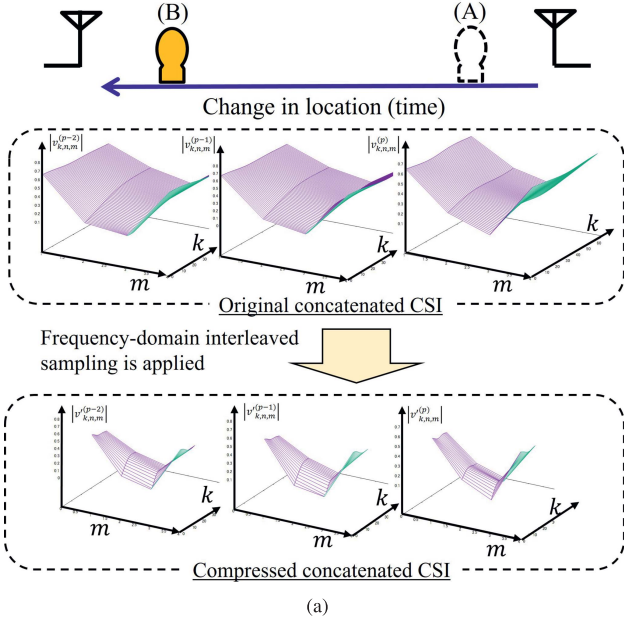 (B) (A)
Change in location (time)
|v_{k,n,m}^{(p-2)}| |v_{k,n,m}^{(p-1)}| |v_{k,n,m}^{(p)}|
k k k
m m m
Original concatenated CSI
Frequency-domain interleaved
sampling is applied
|v'_{k,n,m}^{(p-2)}| |v'_{k,n,m}^{(p-1)}| |v'_{k,n,m}^{(p)}|
k k k
m m m
Compressed concatenated CSI
(a)